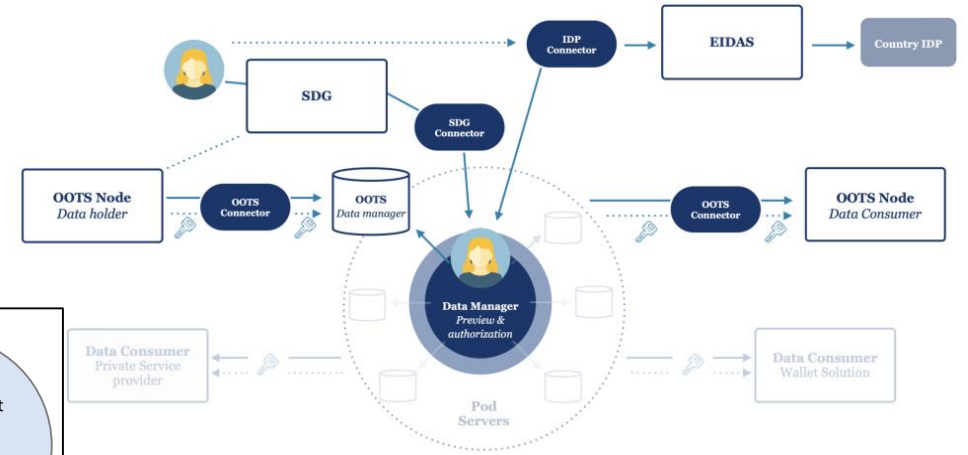 IDP
Connector
EIDAS
Country IDP
SDG
SDG
Connector
OOTS Node
Data holder
OOTS
Connector
OOTS
Data manager
OOTS
Connector
OOTS Node
Data Consumer
Data Manager
Preview &
authorization
Data Consumer
Private Service
provider
Data Consumer
Wallet Solution
Pod
Servers